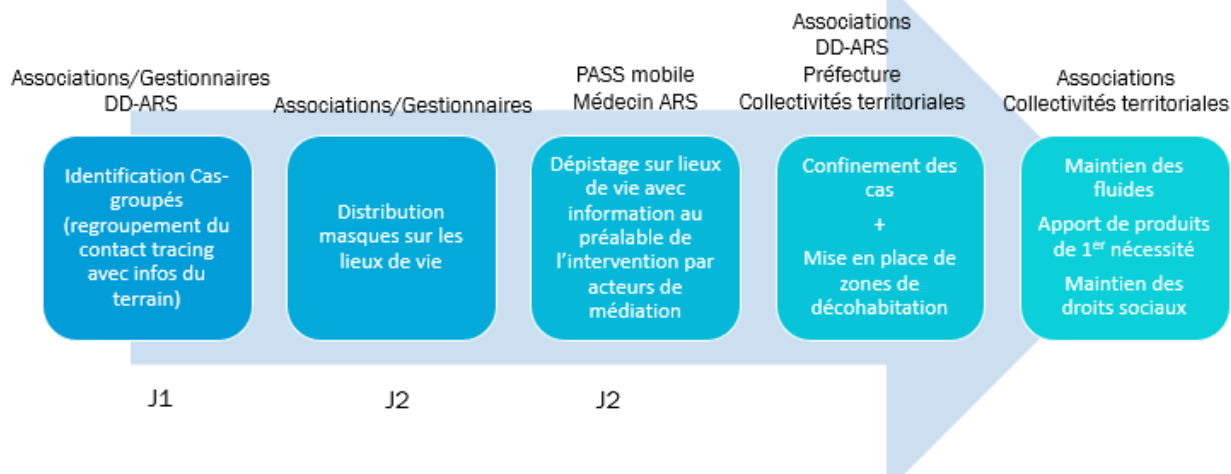 Associations/Gestionnaires
DD-ARS
Identification Cas-
groupés
(regroupement du
contact tracing
avec infos du
terrain)
J1
Associations/Gestionnaires
Distribution
masques sur les
lieux de vie
J2
PASS mobile
Médecin ARS
Dépistage sur lieux
de vie avec
information au
préalable de
l'intervention par
acteurs de
médiation
J2
Associations
DD-ARS
Préfecture
Collectivités territoriales
Confinement des
cas
+
Mise en place de
zones de
décohabitation
Associations
Collectivités territoriales
Maintien des
fluides
Apport de produits
de 1er nécessité
Maintien des
droits sociaux